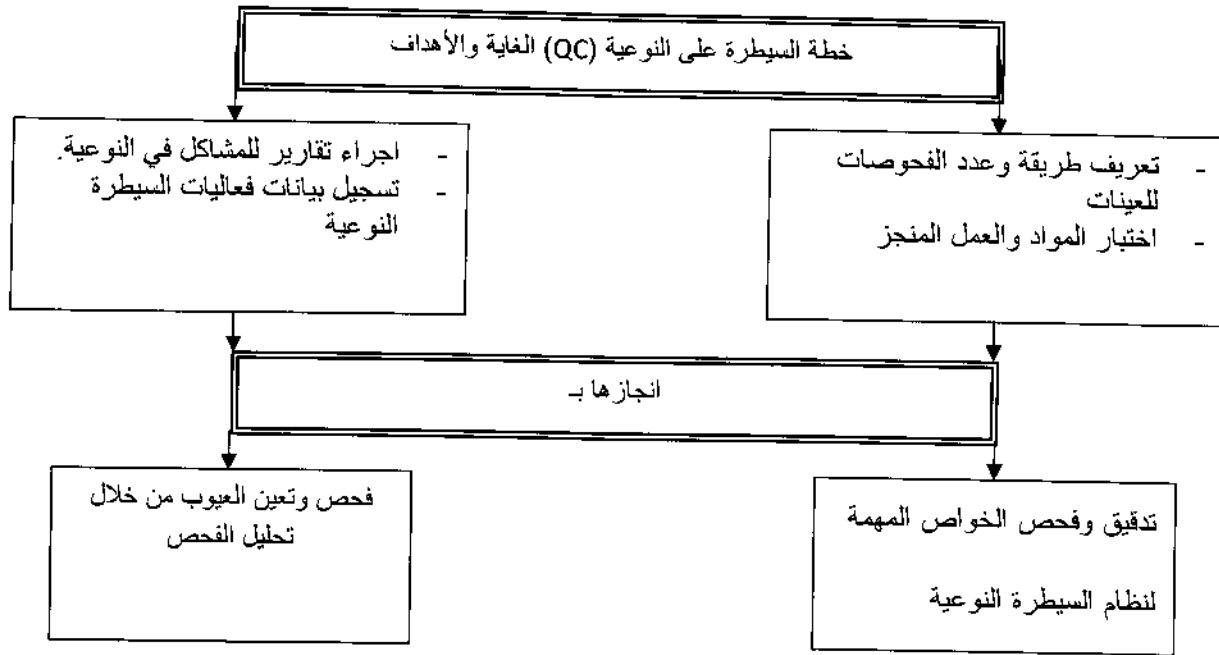 خطة السيطرة على النوعية (QC) الغاية والأهداف
- تعريف طريقة وعدد الفحوصات
للعينات
- اختبار المواد والعمل المنجز
- اجراء تقارير للمشاكل في النوعية.
- تسجيل بيانات فعاليات السيطرة
النوعية
انجازها بـ
تدقيق وفحص الخواص المهمة
لنظام السيطرة النوعية
فحص وتعين العيوب من خلال
تحليل الفحص